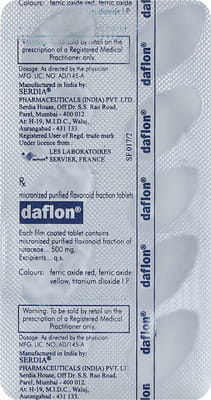 Colours: ferric oxide red, ferric oxide
I.P.
Warning: To be sold by retail on the
prescription of a Registered Medical
Practitioner only.
Dosage: As directed by the physician
MFG. LIC. NO. AD/145-A
Manufactured in India by:
SERDIA®
PHARMACEUTICALS (INDIA) PVT. LTD.
Serdia House, Off Dr. S.S. Rao Road,
Parel, Mumbai - 400 012.
At: H-19, M.I.D.C., Waluj,
Aurangabad - 431 133.
Registered User of Regd. trade mark
Under licence from:
LES LABORATOIRES
SERVIER, FRANCE
SF.017/2
Rx
micronized purified flavonoid fraction tablets
daflon®
Each film coated tablet contains
micronized purified flavonoid fraction of
rutaceae... 500 mg.
Excipients... q.s.
Colours: ferric oxide red, ferric oxide
yellow, titanium dioxide I.P.
Warning: To be sold by retail on the
prescription of a Registered Medical
Practitioner only.
Dosage: As directed by the physician
MFG. LIC. NO. AD/145-A
Manufactured in India by:
SERDIA®
PHARMACEUTICALS (INDIA) PVT. LT
Serdia House, Off Dr. S.S. Rao Road,
Parel, Mumbai - 400 012.
At: H-19, M.I.D.C., Waluj,
daflon®
daflon®
daflon®
daflon®